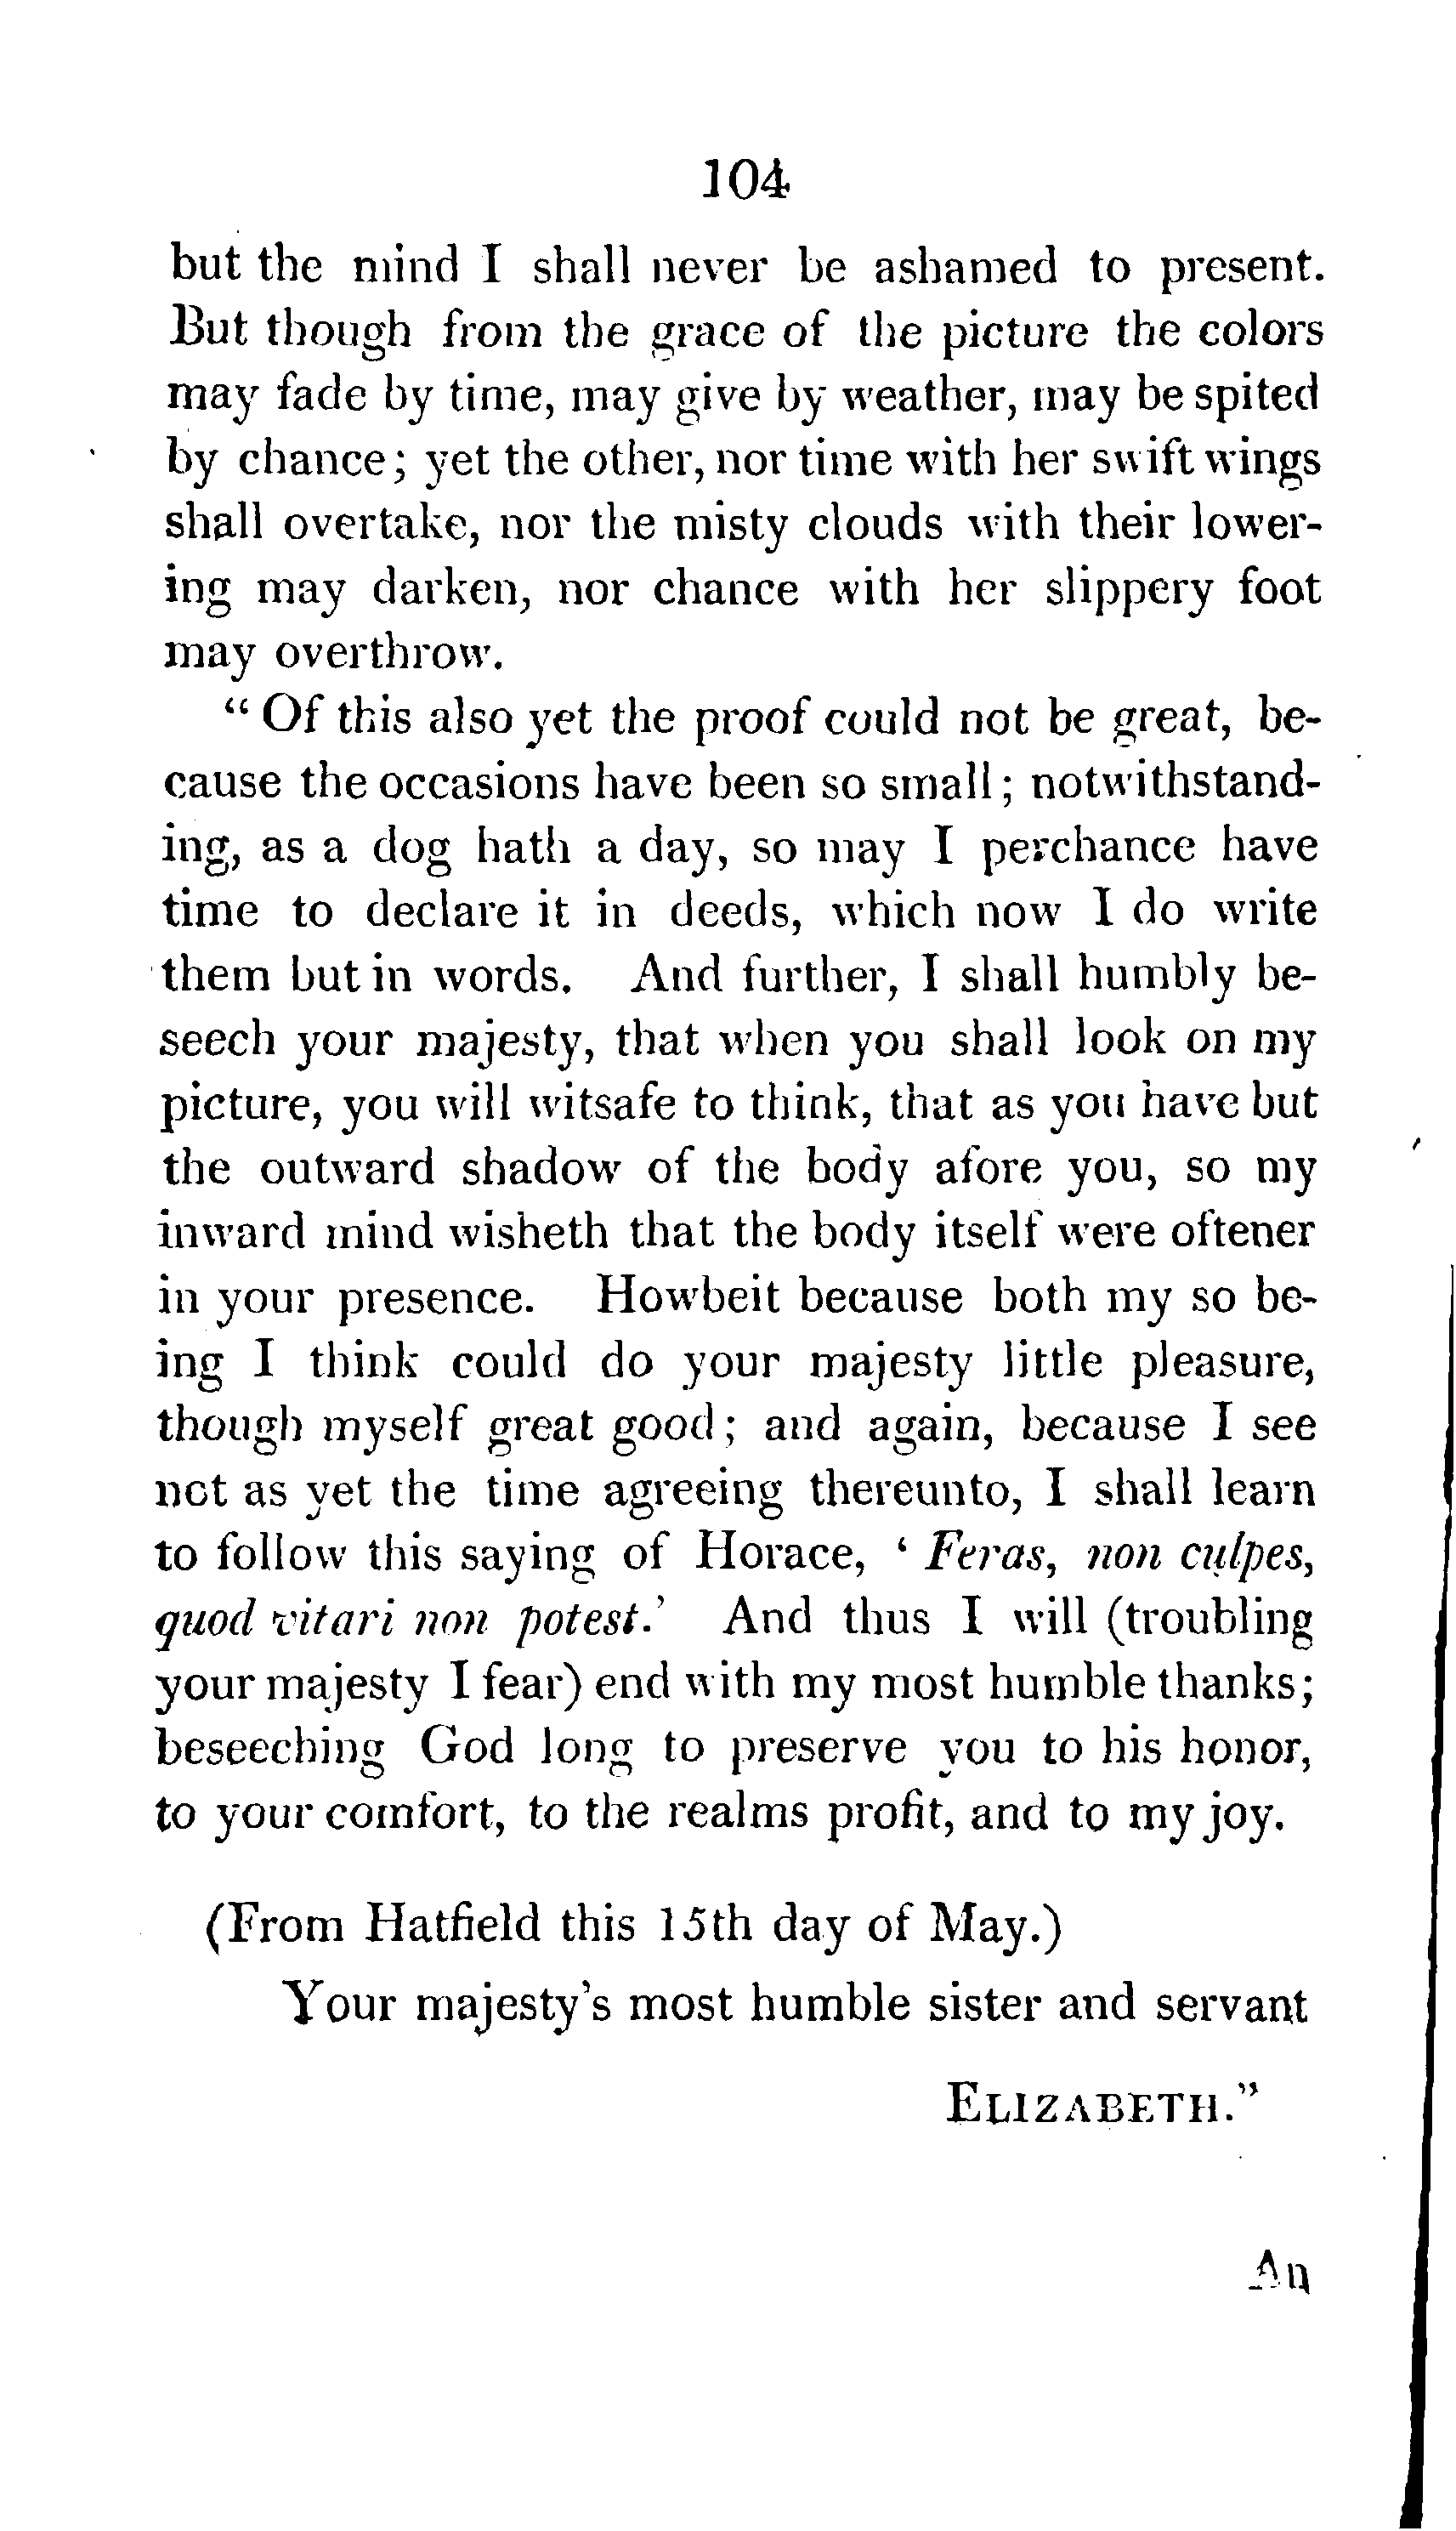 104
but the mind I shall never be ashamed to present.
But though from the grace of the picture the colors
may fade by time, may give by weather, may be spited
by chance; yet the other, nor time with her swift wings
shall overtake, nor the misty clouds with their lower-
ing may darken, nor chance with her slippery foot
may overthrow.
“ Of this also yet the proof could not be great, be-
cause the occasions have been so small; notwithstand-
ing, as a dog hath a day, so may I perchance have
time to declare it in deeds, which now I do write
them but in words. And further, I shall humbly be-
seech your majesty, that when you shall look on my
picture, you will witsafe to think, that as you have but
the outward shadow of the body afore you, so my
inward mind wisheth that the body itself were oftener
in your presence. Howbeit because both my so be-
ing I think could do your majesty little pleasure,
though myself great good; and again, because I see
not as yet the time agreeing thereunto, I shall learn
to follow this saying of Horace, ‘ Feras, non culpes,
quod vitari non potest.’ And thus I will (troubling
your majesty I fear) end with my most humble thanks;
beseeching God long to preserve you to his honor,
to your comfort, to the realms profit, and to my joy.
(From Hatfield this 15th day of May.)
Your majesty's most humble sister and servant
ELIZABETH.”
An